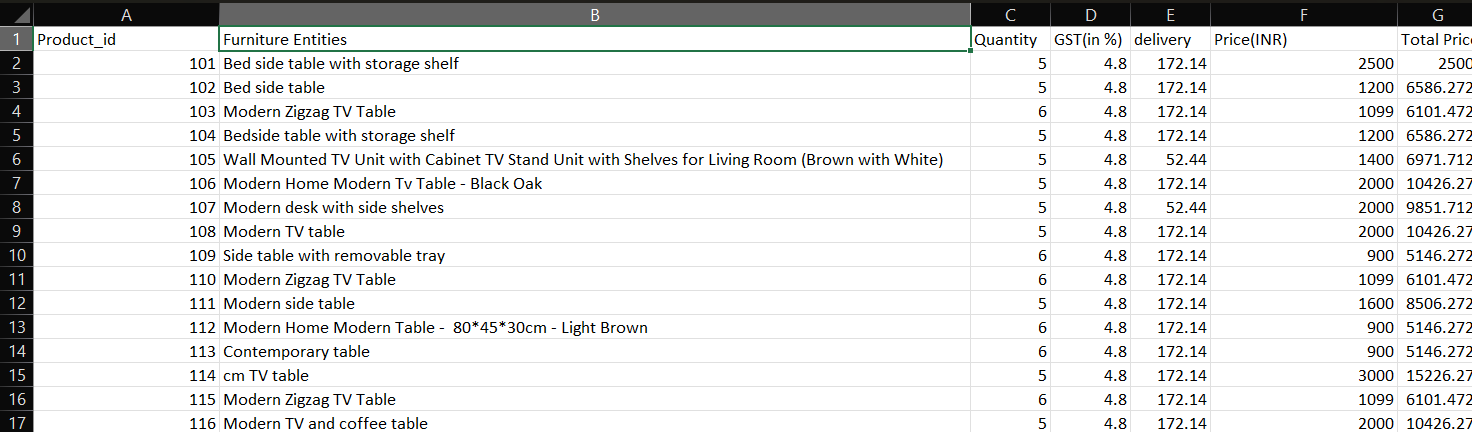 A B C D E F G
1 Product_id Furniture Entities Quantity GST(in %) delivery Price(INR) Total Pric
2 101 Bed side table with storage shelf 5 4.8 172.14 2500 2500
3 102 Bed side table 5 4.8 172.14 1200 6586.272
4 103 Modern Zigzag TV Table 6 4.8 172.14 1099 6101.472
5 104 Bedside table with storage shelf 5 4.8 172.14 1200 6586.272
6 105 Wall Mounted TV Unit with Cabinet TV Stand Unit with Shelves for Living Room (Brown with White) 5 4.8 52.44 1400 6971.712
7 106 Modern Home Modern Tv Table - Black Oak 5 4.8 172.14 2000 10426.27
8 107 Modern desk with side shelves 5 4.8 52.44 2000 9851.712
9 108 Modern TV table 5 4.8 172.14 2000 10426.27
10 109 Side table with removable tray 6 4.8 172.14 900 5146.272
11 110 Modern Zigzag TV Table 6 4.8 172.14 1099 6101.472
12 111 Modern side table 5 4.8 172.14 1600 8506.272
13 112 Modern Home Modern Table -  80*45*30cm - Light Brown 6 4.8 172.14 900 5146.272
14 113 Contemporary table 6 4.8 172.14 900 5146.272
15 114 cm TV table 5 4.8 172.14 3000 15226.27
16 115 Modern Zigzag TV Table 6 4.8 172.14 1099 6101.472
17 116 Modern TV and coffee table 5 4.8 172.14 2000 10426.27